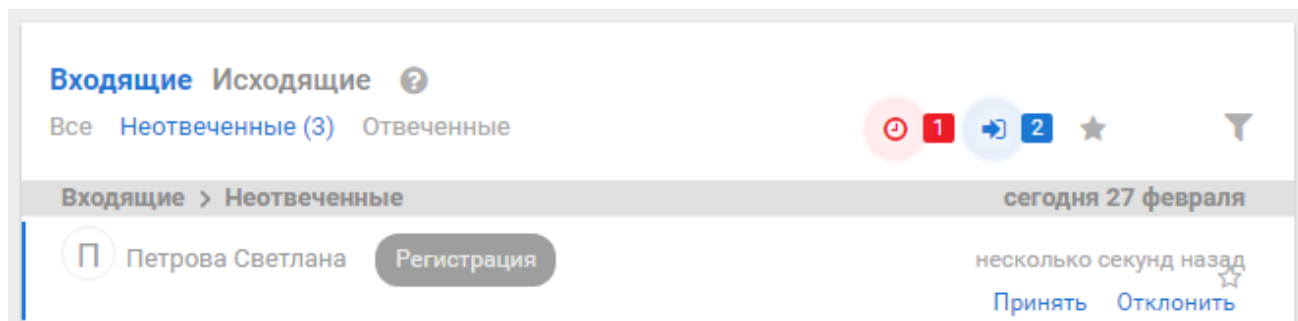 Входящие Исходящие ?
Все Неотвеченные (3) Отвеченные 1 2
Входящие > Неотвеченные сегодня 27 февраля
П Петрова Светлана Регистрация несколько секунд назад
Принять Отклонить